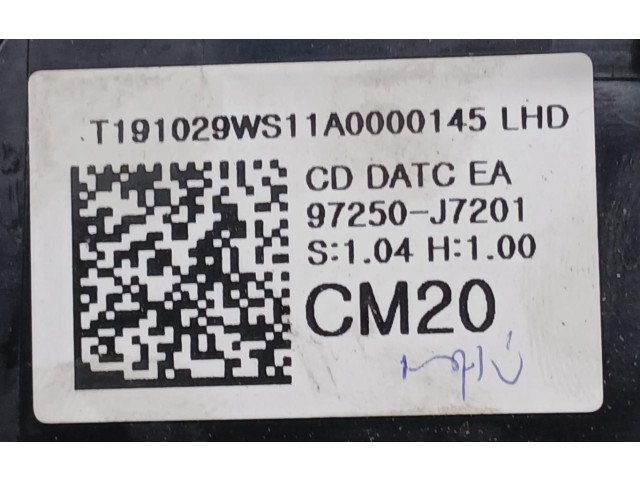 T191029WS11A0000145 LHD
CD DATC EA
97250-J7201
S:1.04 H:1.00
CM20